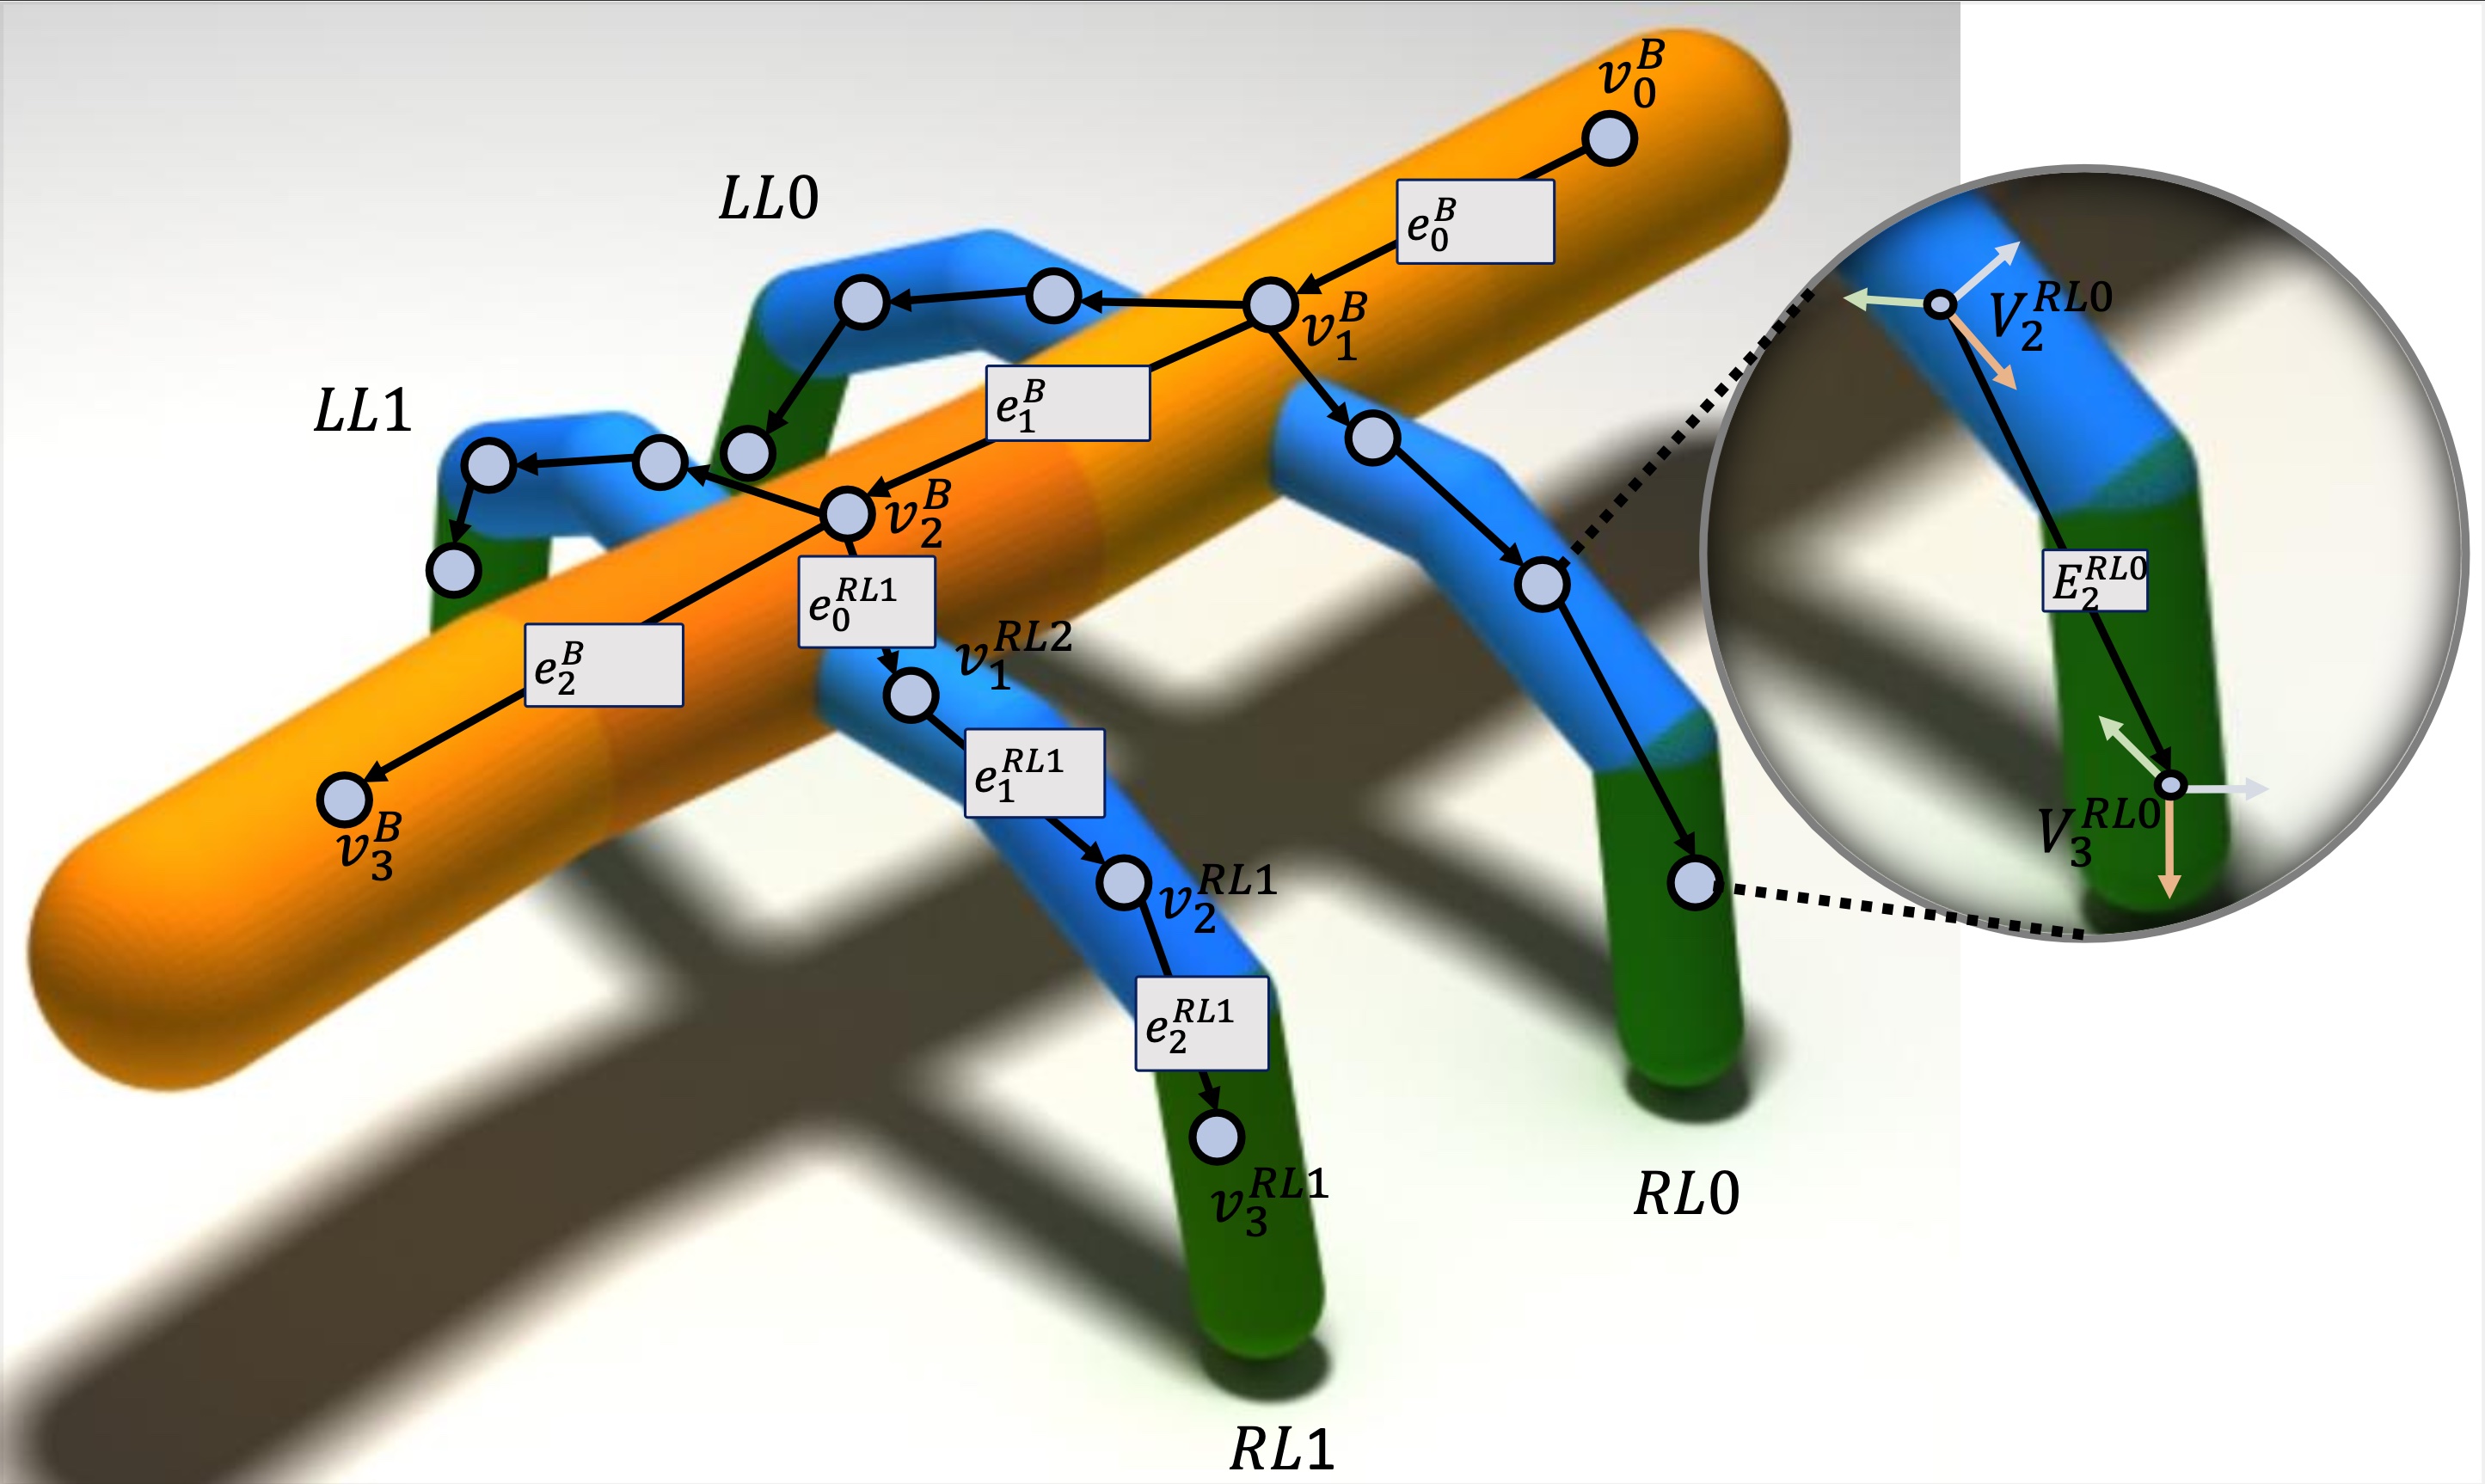 v_0^B
LL0
e_0^B
V_2^{RL0}
v_1^B
LL1
e_1^B
v_2^B
E_2^{RL0}
e_0^{RL1}
v_1^{RL2}
e_2^B
e_1^{RL1}
V_3^{RL0}
v_3^B
v_2^{RL1}
e_2^{RL1}
v_3^{RL1}
RL0
RL1